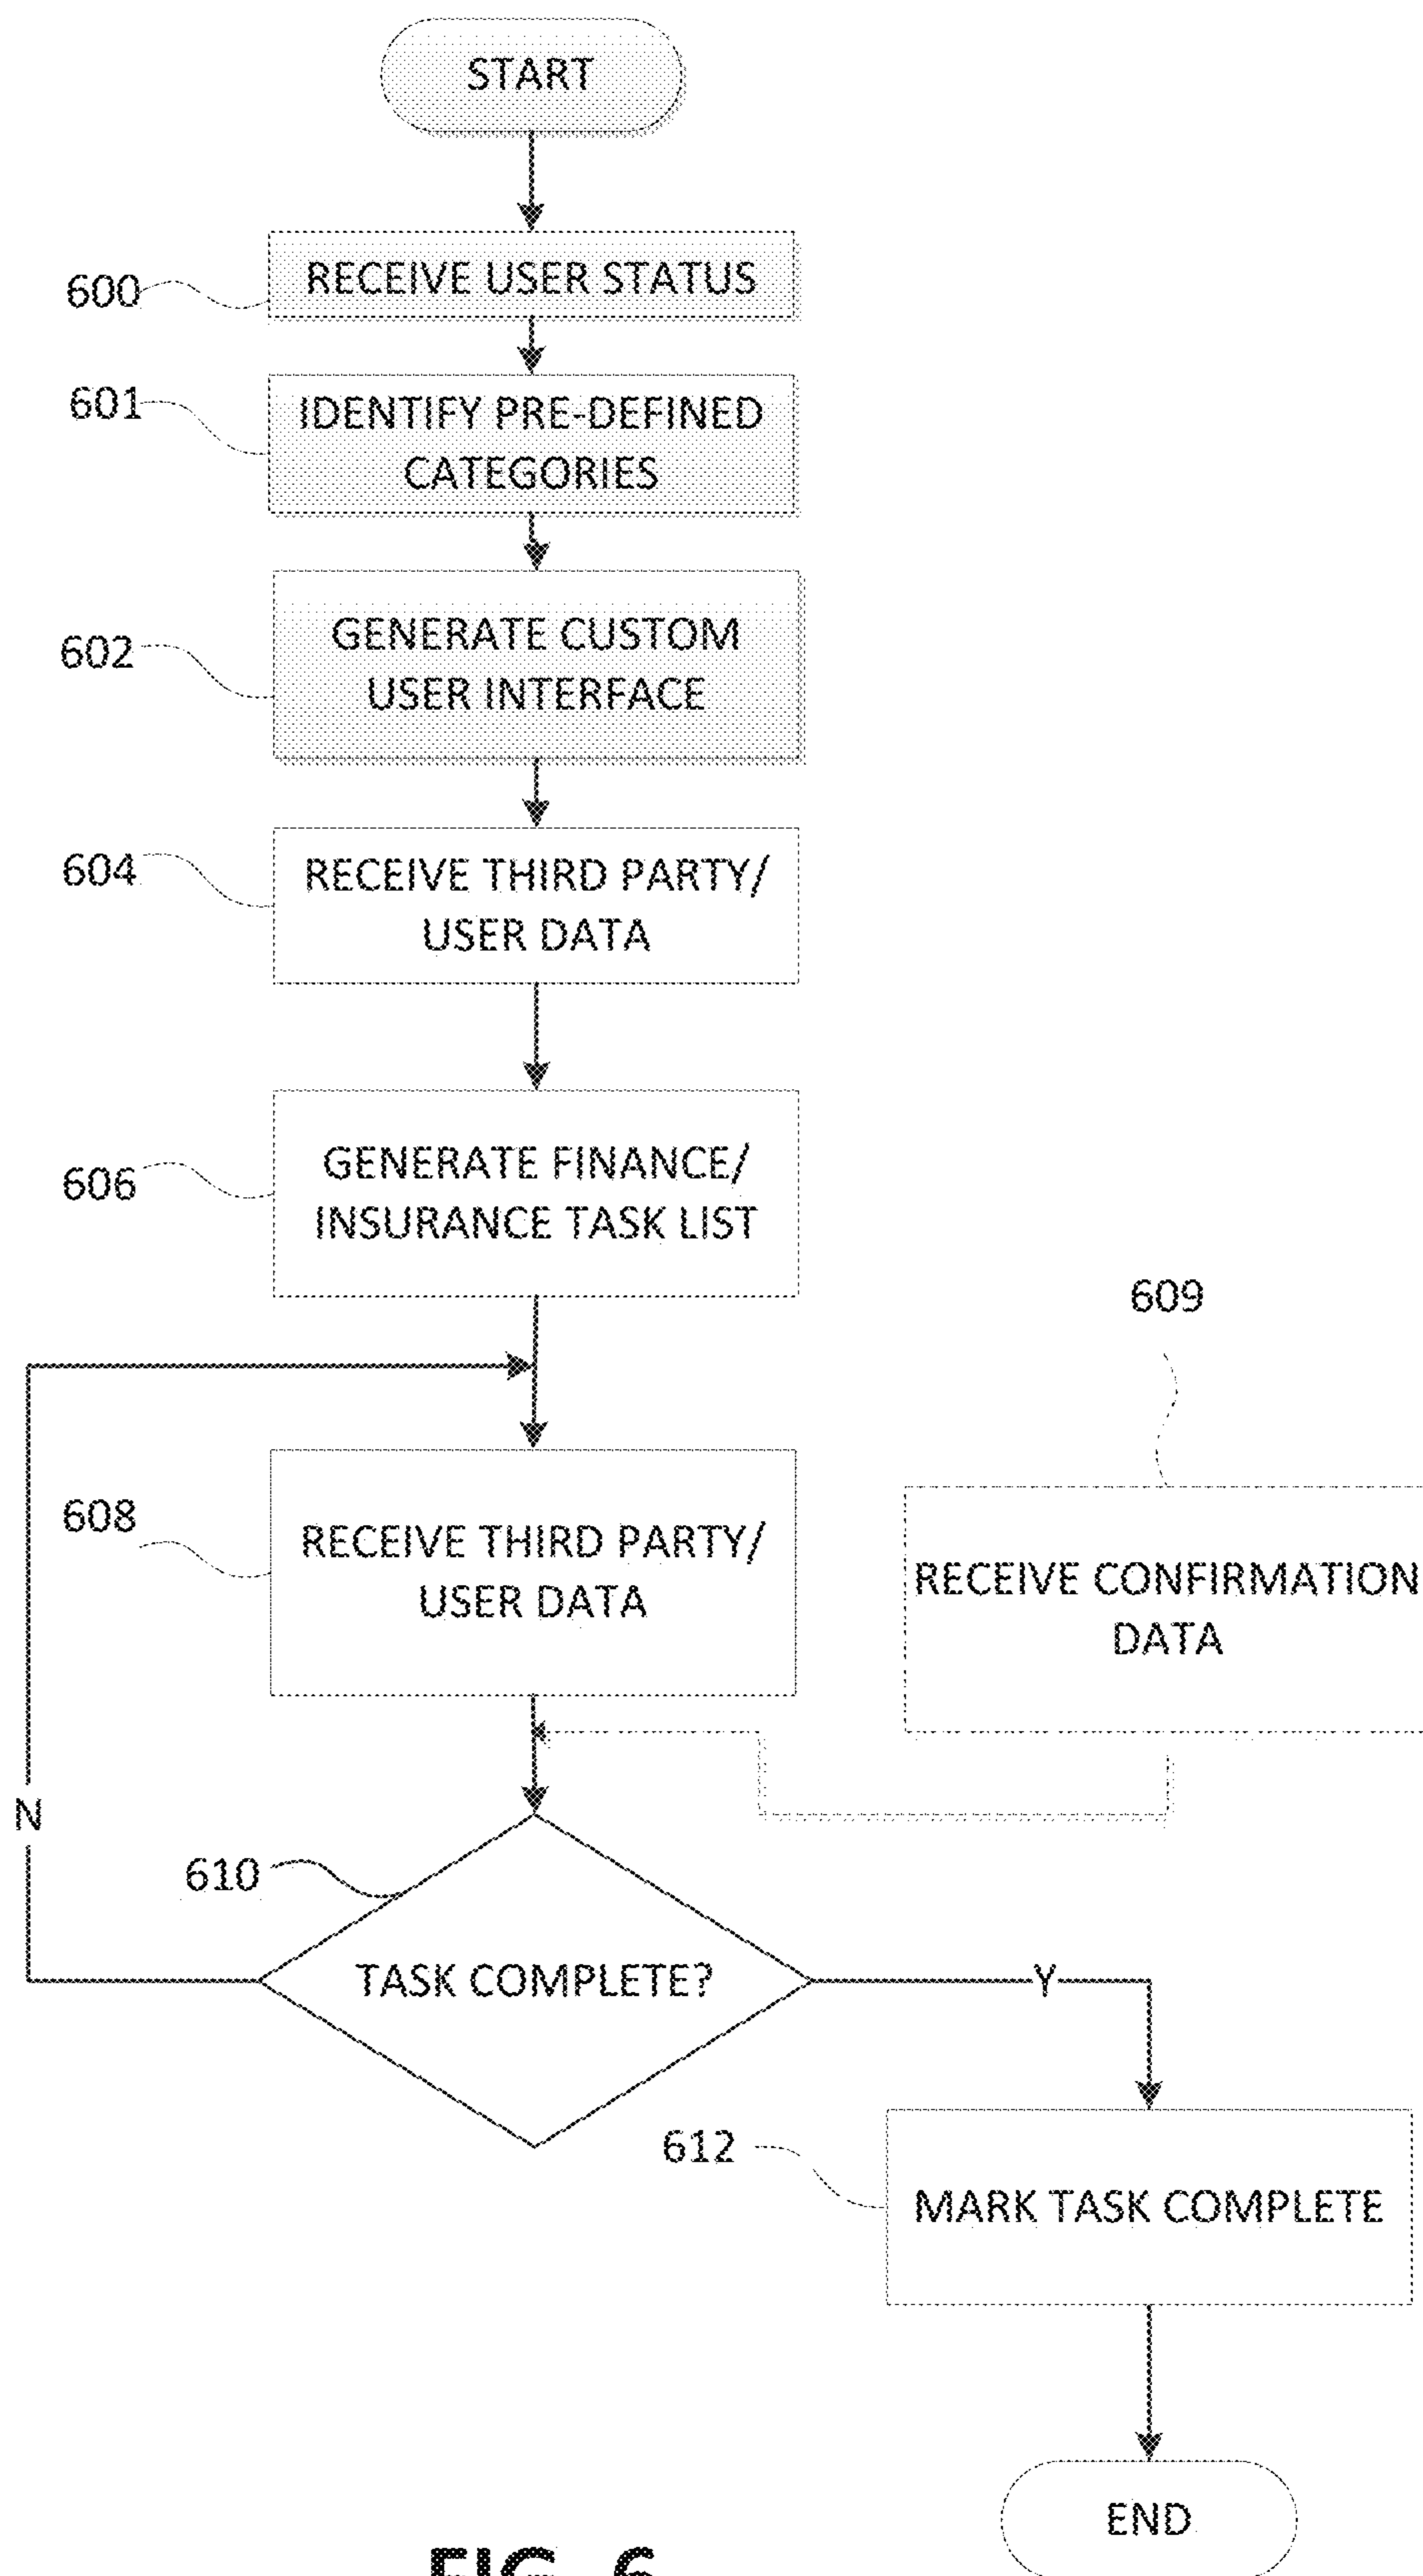 START
600
RECEIVE USER STATUS
601
IDENTIFY PRE-DEFINED
CATEGORIES
602
GENERATE CUSTOM
USER INTERFACE
604
RECEIVE THIRD PARTY/
USER DATA
606
GENERATE FINANCE/
INSURANCE TASK LIST
609
608
RECEIVE THIRD PARTY/
USER DATA
RECEIVE CONFIRMATION
DATA
N
610
TASK COMPLETE?
Y
612
MARK TASK COMPLETE
END
FIG. 6